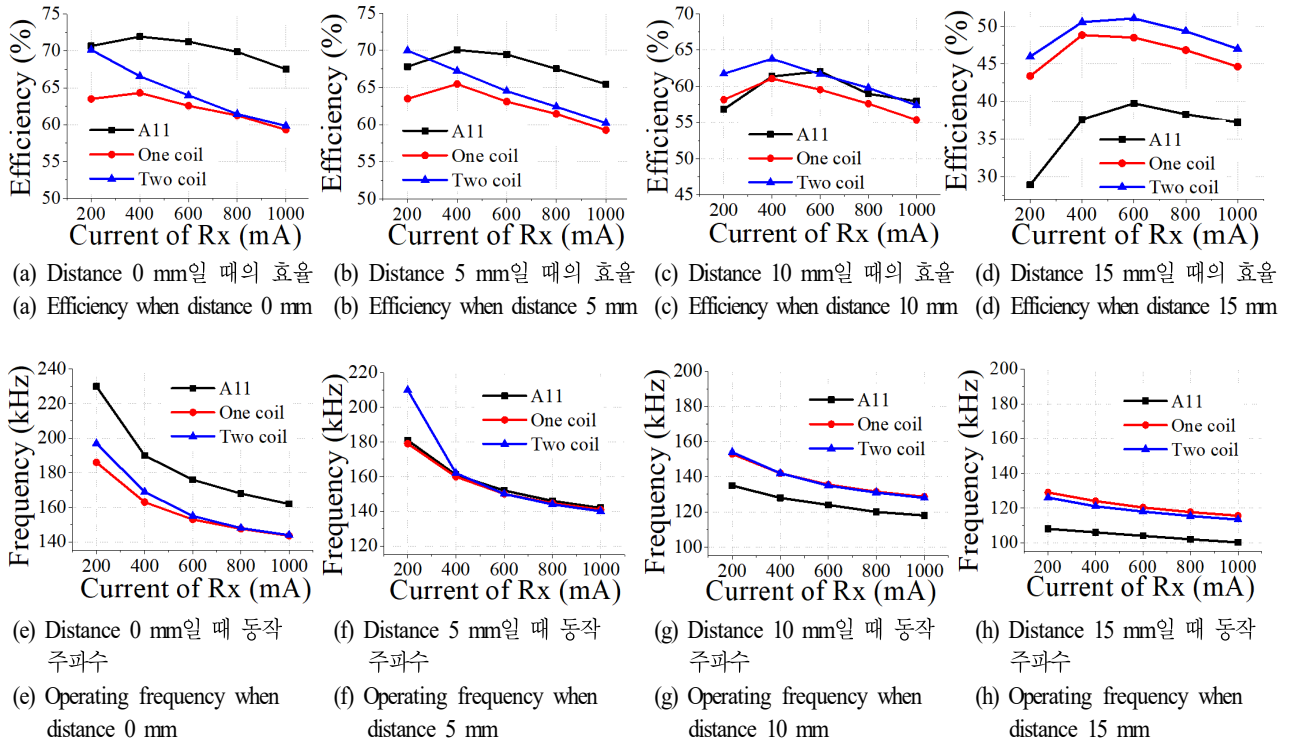 75
70
65
60
55
50
Efficiency (%)
A11
One coil
Two coil
200 400 600 800 1000
Current of Rx (mA)
(a) Distance 0 mm일 때의 효율
(a) Efficiency when distance 0 mm
75
70
65
60
55
50
Efficiency (%)
A11
One coil
Two coil
200 400 600 800 1000
Current of Rx (mA)
(b) Distance 5 mm일 때의 효율
(b) Efficiency when distance 5 mm
70
65
60
55
50
45
Efficiency (%)
A11
One coil
Two coil
200 400 600 800 1000
Current of Rx (mA)
(c) Distance 10 mm일 때의 효율
(c) Efficiency when distance 10 mm
50
45
40
35
30
Efficiency (%)
A11
One coil
Two coil
200 400 600 800 1000
Current of Rx (mA)
(d) Distance 15 mm일 때의 효율
(d) Efficiency when distance 15 mm
240
220
200
180
160
140
Frequency (kHz)
A11
One coil
Two coil
200 400 600 800 1000
Current of Rx (mA)
(e) Distance 0 mm일 때 동작
주파수
(e) Operating frequency when
distance 0 mm
220
200
180
160
140
120
Frequency (kHz)
A11
One coil
Two coil
200 400 600 800 1000
Current of Rx (mA)
(f) Distance 5 mm일 때 동작
주파수
(f) Operating frequency when
distance 5 mm
200
180
160
140
120
100
Frequency (kHz)
A11
One coil
Two coil
200 400 600 800 1000
Current of Rx (mA)
(g) Distance 10 mm일 때 동작
주파수
(g) Operating frequency when
distance 10 mm
200
180
160
140
120
100
Frequency (kHz)
A11
One coil
Two coil
200 400 600 800 1000
Current of Rx (mA)
(h) Distance 15 mm일 때 동작
주파수
(h) Operating frequency when
distance 15 mm